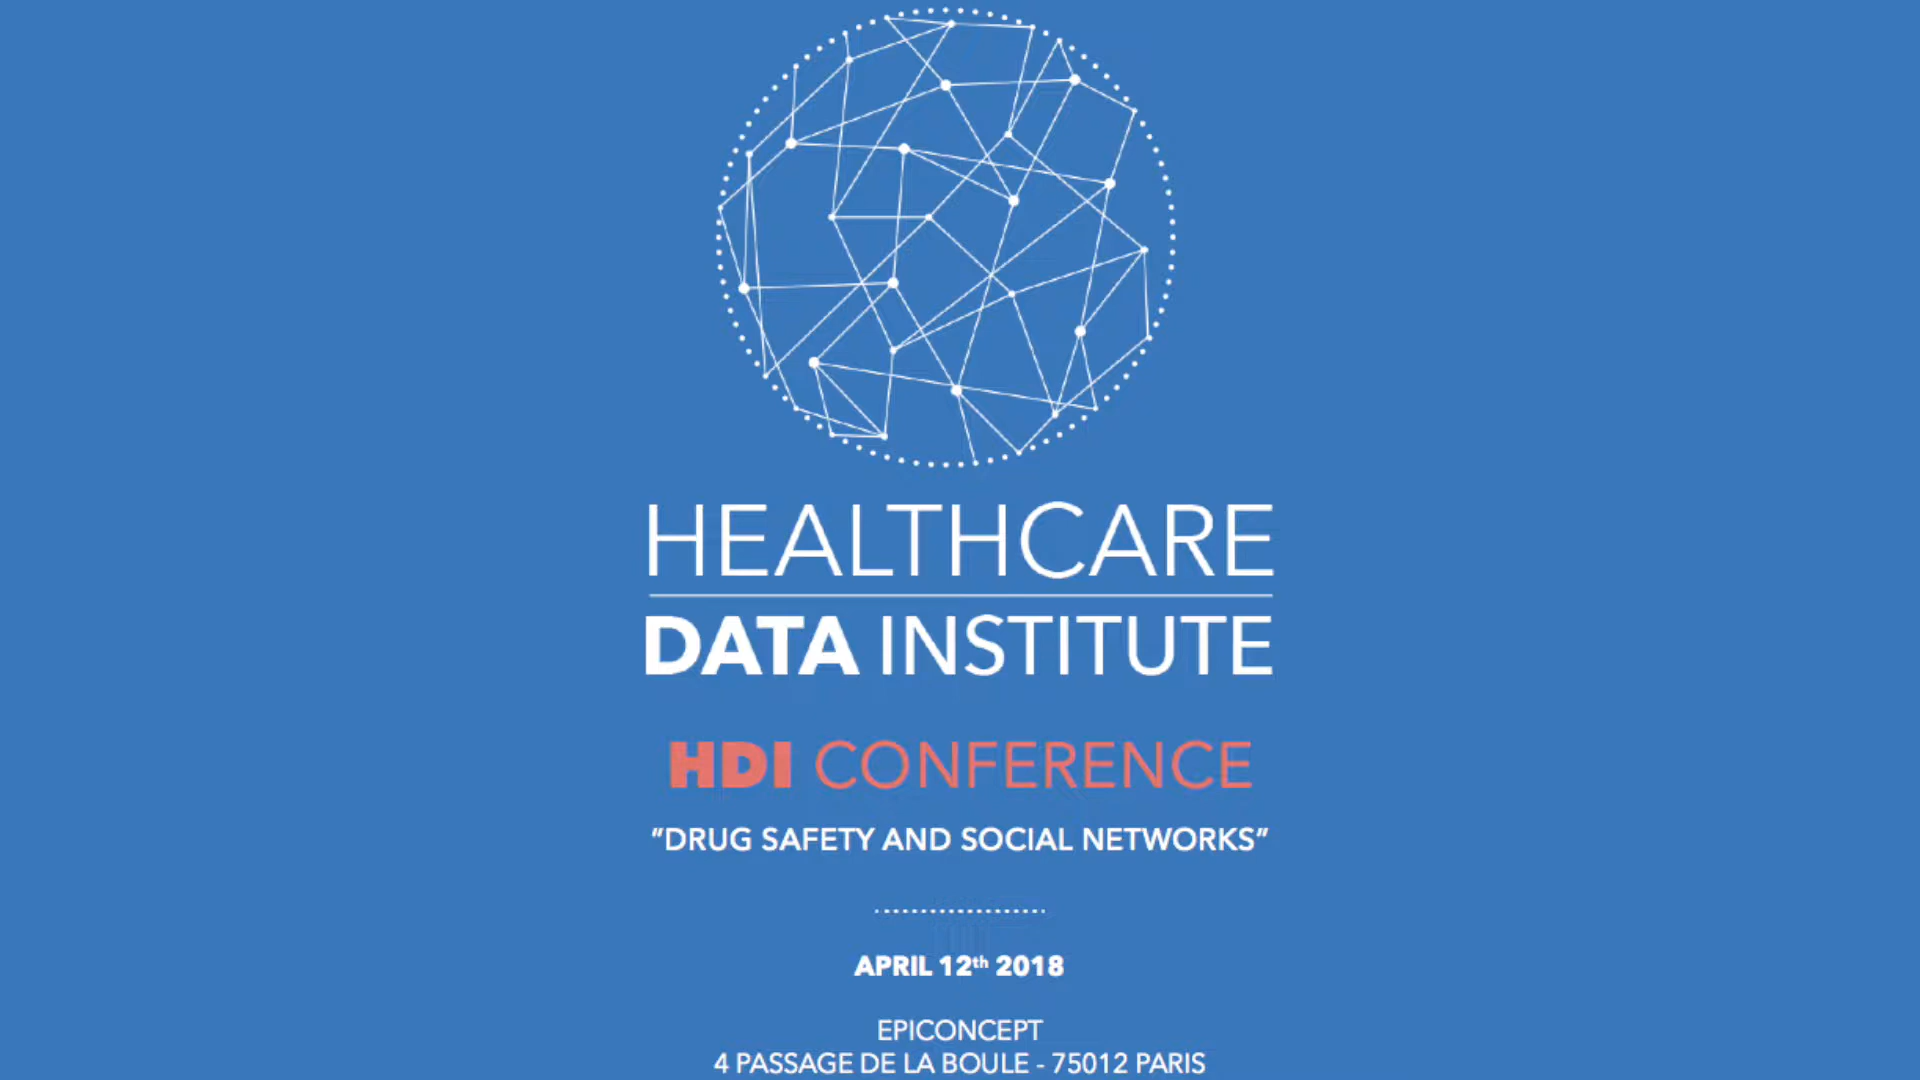 HEALTHCARE
DATA INSTITUTE
HDI CONFERENCE
"DRUG SAFETY AND SOCIAL NETWORKS"
APRIL 12th 2018
EPICONCEPT
4 PASSAGE DE LA BOULE - 75012 PARIS